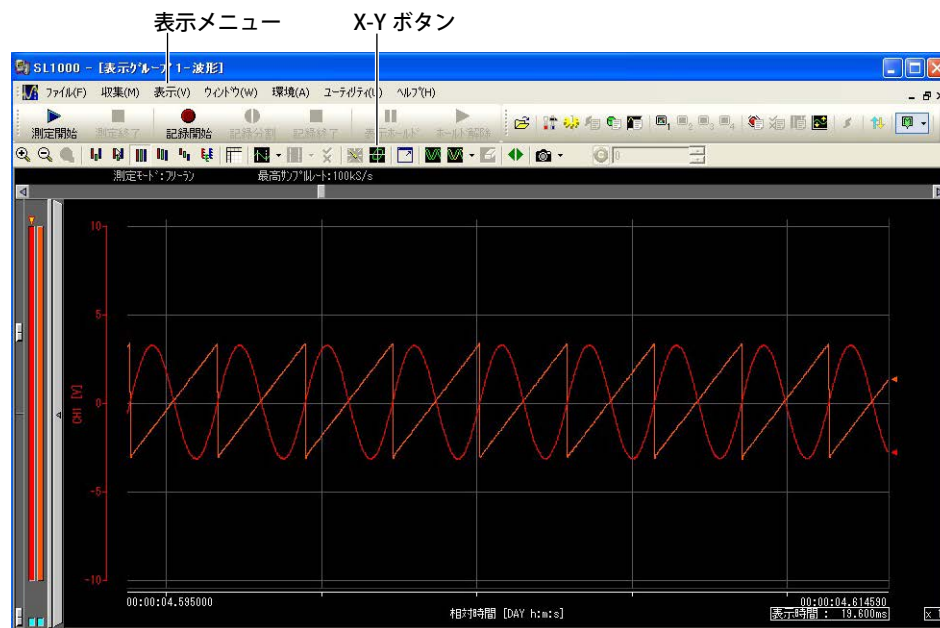 表示メニュー X-Y ボタン
SL1000 - [表示グループ 1-波形]
ファイル(F) 収集(M) 表示(V) ウィンドウ(W) 環境(A) ユーティリティ(U) ヘルプ(H)
測定開始 測定終了 記録開始 記録分割 記録終了 表示ホールド ホールド解除
測定モード:フリーラン 最高サンプルレート:100kS/s
10
5
0
CH1 [V]
-5
-10
00:00:04.595000 00:00:04.614590
相対時間 [DAY h:m:s]
表示時間 : 19.600ms